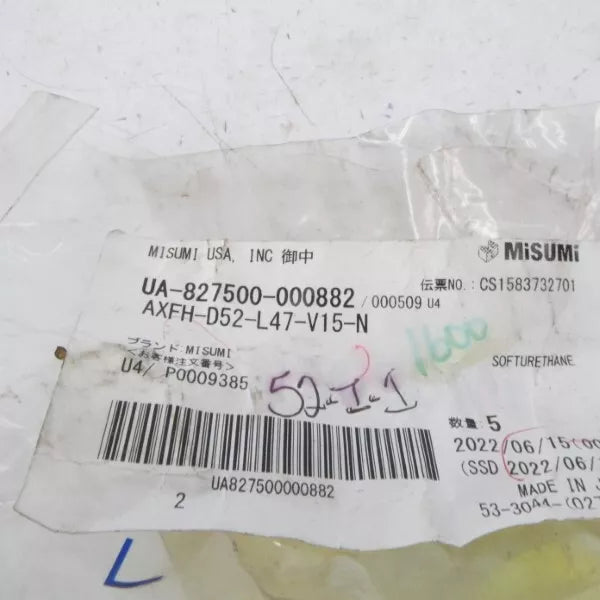 MISUMI USA, INC 御中
MiSUMi
UA-827500-000882 / 000509 U4
伝票NO.: CS1583732701
AXFH-D52-L47-V15-N
1600
ブランド:MISUMI
<お客様注文番号>
SOFTURETHANE
U4/ P0009385
52-I-1
数量:5
2022/06/15(00
(SSD 2022/06/1
UA827500000882
MADE IN J
2
L